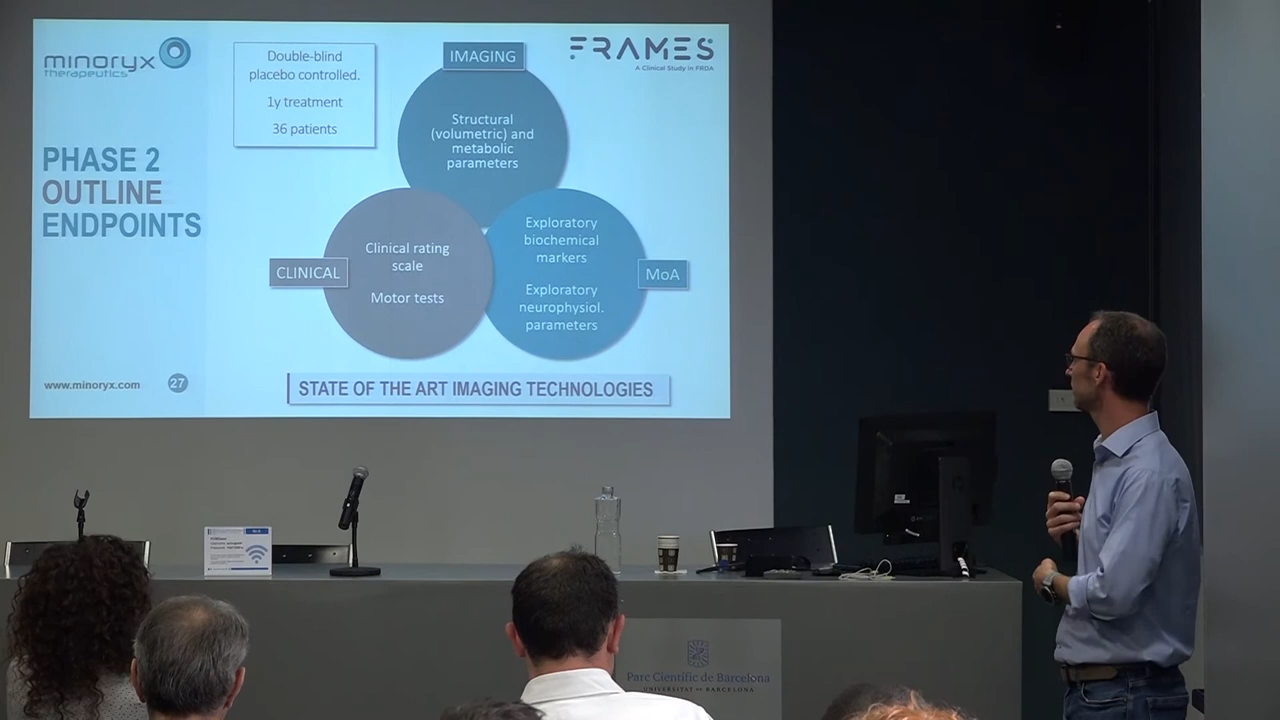 minoryx
therapeutics
Double-blind
placebo controlled.
1y treatment
36 patients
IMAGING
FRAMES®
A Clinical Study in FRDA
Structural
(volumetric) and
metabolic
parameters
PHASE 2
OUTLINE
ENDPOINTS
CLINICAL
Clinical rating
scale
Motor tests
Exploratory
biochemical
markers
Exploratory
neurophysiol.
parameters
MoA
www.minoryx.com
27
STATE OF THE ART IMAGING TECHNOLOGIES
Parc Científic de Barcelona
UNIVERSITAT DE BARCELONA